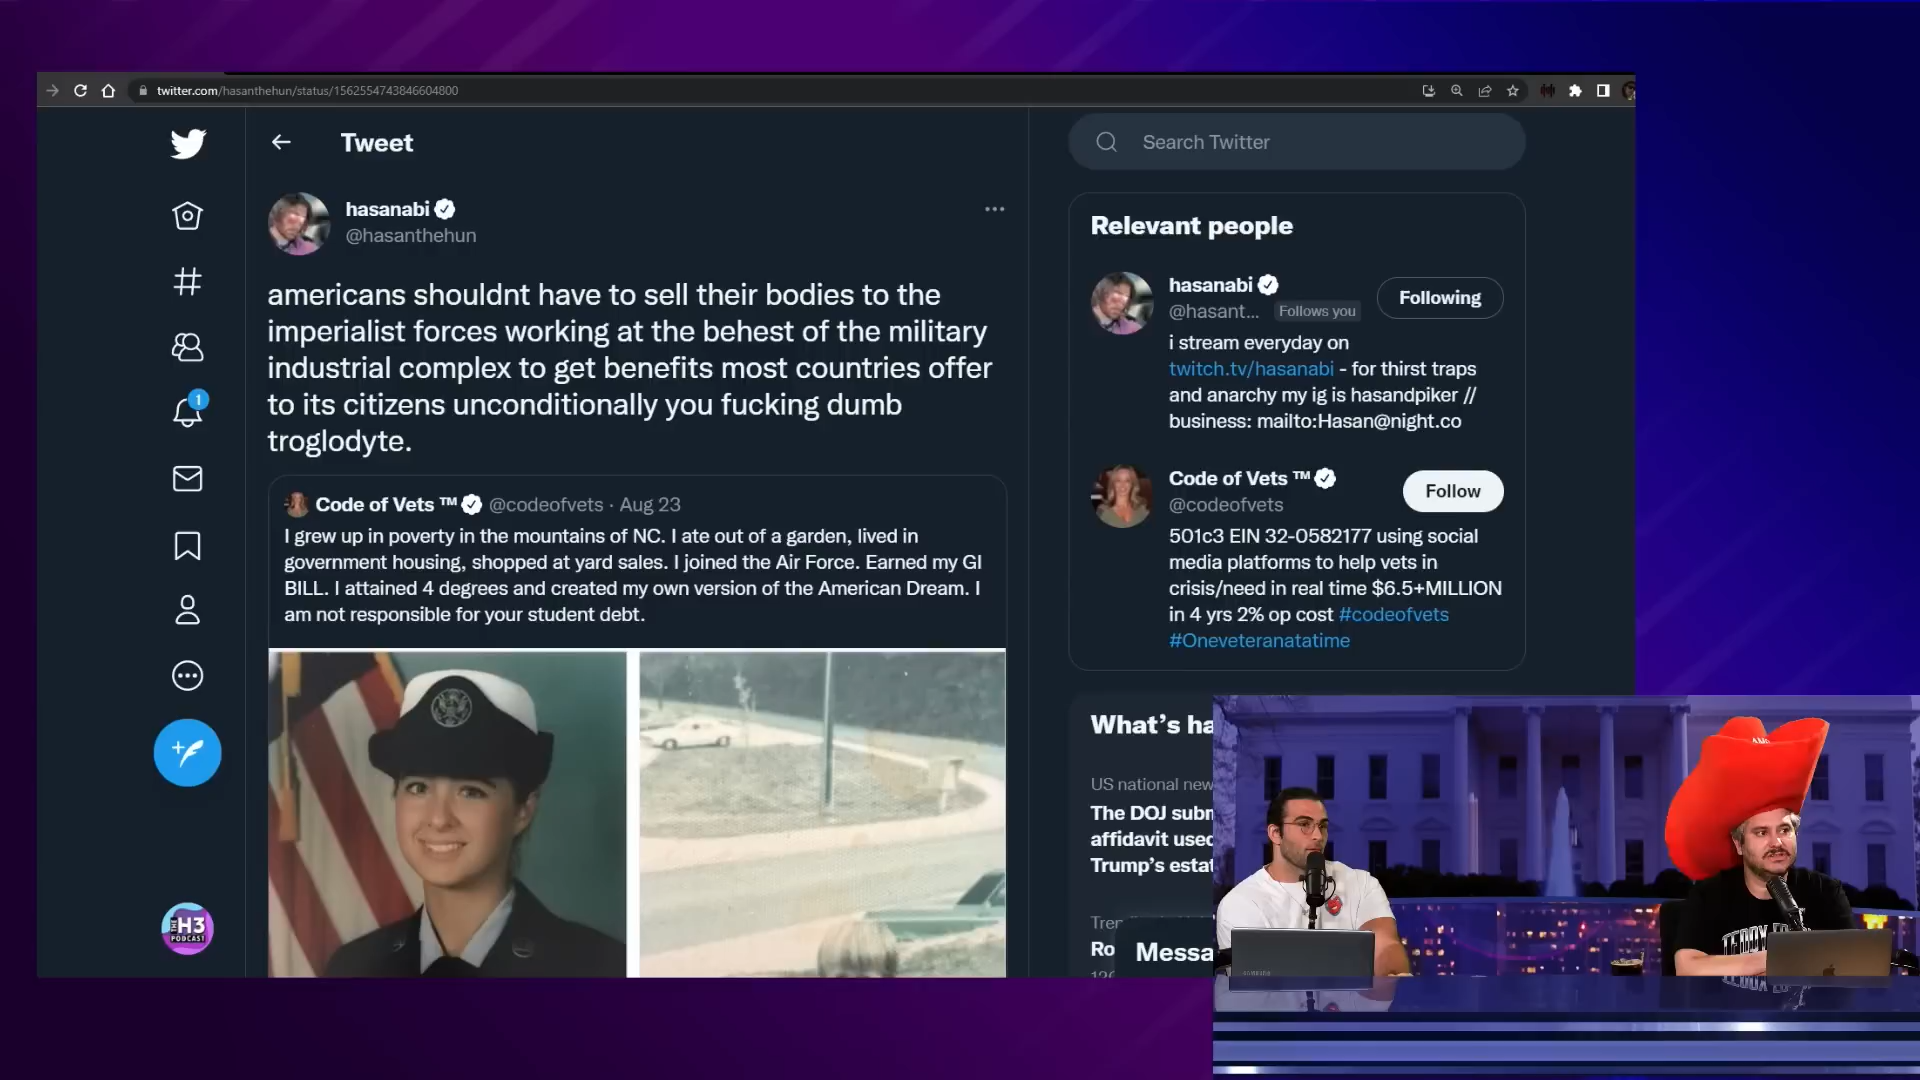 twitter.com/hasanthehun/status/1562554743846604800
Tweet
hasanabi
@hasanthehun
americans shouldnt have to sell their bodies to the
imperialist forces working at the behest of the military
industrial complex to get benefits most countries offer
to its citizens unconditionally you fucking dumb
troglodyte.
Code of Vets ™ @codeofvets · Aug 23
I grew up in poverty in the mountains of NC. I ate out of a garden, lived in
government housing, shopped at yard sales. I joined the Air Force. Earned my GI
BILL. I attained 4 degrees and created my own version of the American Dream. I
am not responsible for your student debt.
1
THE
H3
PODCAST
Search Twitter
Relevant people
hasanabi
Following
@hasant... Follows you
i stream everyday on
twitch.tv/hasanabi - for thirst traps
and anarchy my ig is hasandpiker //
business: mailto:Hasan@night.co
Code of Vets ™
Follow
@codeofvets
501c3 EIN 32-0582177 using social
media platforms to help vets in
crisis/need in real time $6.5+MILLION
in 4 yrs 2% op cost #codeofvets
#Oneveteranatatime
What's ha
US national new
The DOJ subm
affidavit used
Trump's estat
Tren
Ro
Messa
TEDDY